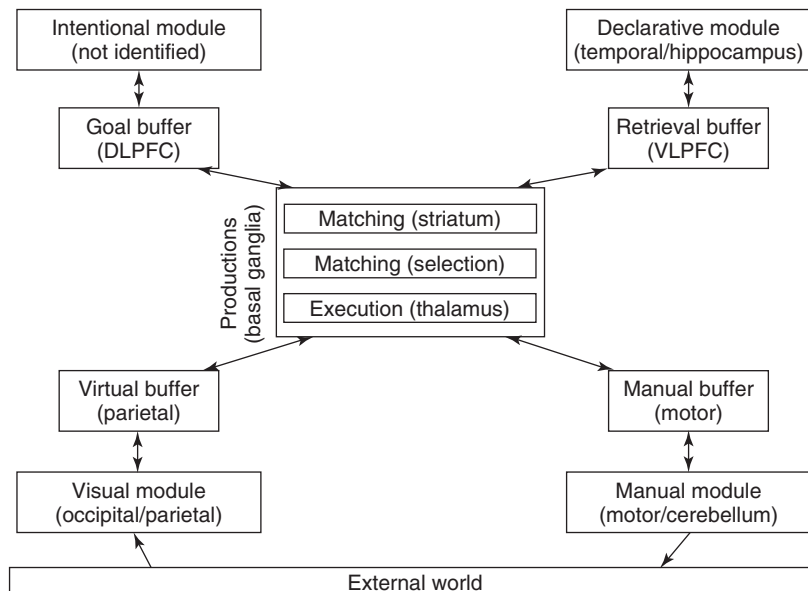 Intentional module
(not identified)
Declarative module
(temporal/hippocampus)
Goal buffer
(DLPFC)
Retrieval buffer
(VLPFC)
Productions
(basal ganglia)
Matching (striatum)
Matching (selection)
Execution (thalamus)
Virtual buffer
(parietal)
Manual buffer
(motor)
Visual module
(occipital/parietal)
Manual module
(motor/cerebellum)
External world